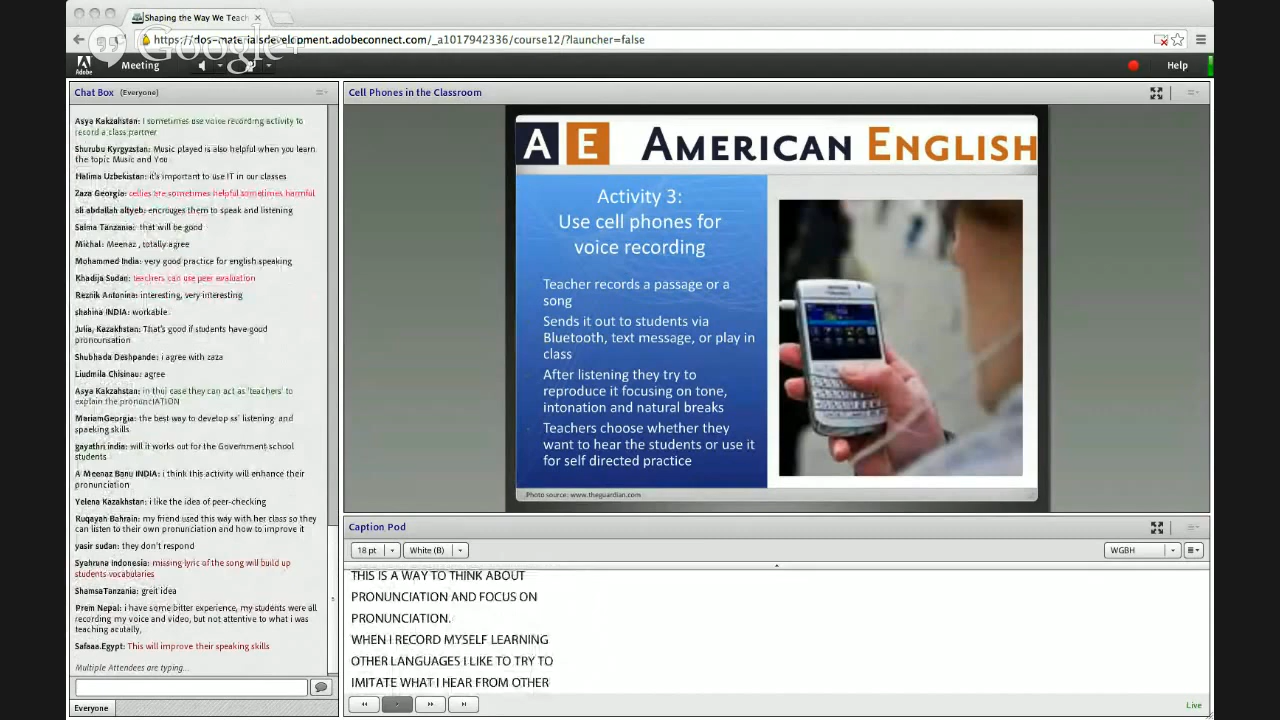 Shaping the Way We Teach
Google+
https://dos-materialsdevelopment.adobeconnect.com/_a1017942336/course12/?launcher=false
Adobe
Meeting
Help
Chat Box (Everyone)
Asya Kakzahstan: I sometimes use voice recording activity to
record a class partner
Shurubu Kyrgyzstan: Music played is also helpful when you learn
the topic Music and You
Halima Uzbekistan: it's important to use IT in our classes
Zaza Georgia: cellies are sometimes helpful sometimes harmful
ali abdallah altyeb: encruoges them to speak and listening
Salma Tanzania: that will be good
Michal: Meenaz , totally agree
Mohammed India: very good practice for english speaking
Khadija Sudan: teachers can use peer evaluation
Reznik Antonina: interesting, very interesting
shahina INDIA: workable.
Julia, Kazakhstan: That's good if students have good
pronounsation
Shubhada Deshpande: i agree with zaza
Liudmila Chisinau: agree
Asya Kakzahstan: in thui case they can act as 'teachers' to
explain the pronunciATION
MariamGeorgia: the best way to develop ss' listening and
speaking skills
gayathri india: will it works out for the Government school
students
A Meenaz Banu INDIA: i think this activity will enhance their
pronunciation
Yelena Kazakhstan: i like the idea of peer-checking
Ruqayah Bahrain: my friend used this way with her class so they
can listen to their own pronunciation and how to improve it
yasir sudan: they don't respond
Syahruna Indonesia: missing lyric of the song will build up
students vocabularies
ShamsaTanzania: greit idea
Prem Nepal: i have some bitter experience, my students were all
recording my voice and video, but not attentive to what i was
teaching acutally,
Safaaa.Egypt: This will improve their speaking skills
Multiple Attendees are typing...
Everyone
Cell Phones in the Classroom
AE AMERICAN ENGLISH
Activity 3:
Use cell phones for
voice recording
Teacher records a passage or a
song
Sends it out to students via
Bluetooth, text message, or play in
class
After listening they try to
reproduce it focusing on tone,
intonation and natural breaks
Teachers choose whether they
want to hear the students or use it
for self directed practice
Photo source: www.theguardian.com
Caption Pod
18 pt
White (B)
WGBH
THIS IS A WAY TO THINK ABOUT
PRONUNCIATION AND FOCUS ON
PRONUNCIATION.
WHEN I RECORD MYSELF LEARNING
OTHER LANGUAGES I LIKE TO TRY TO
IMITATE WHAT I HEAR FROM OTHER
Live